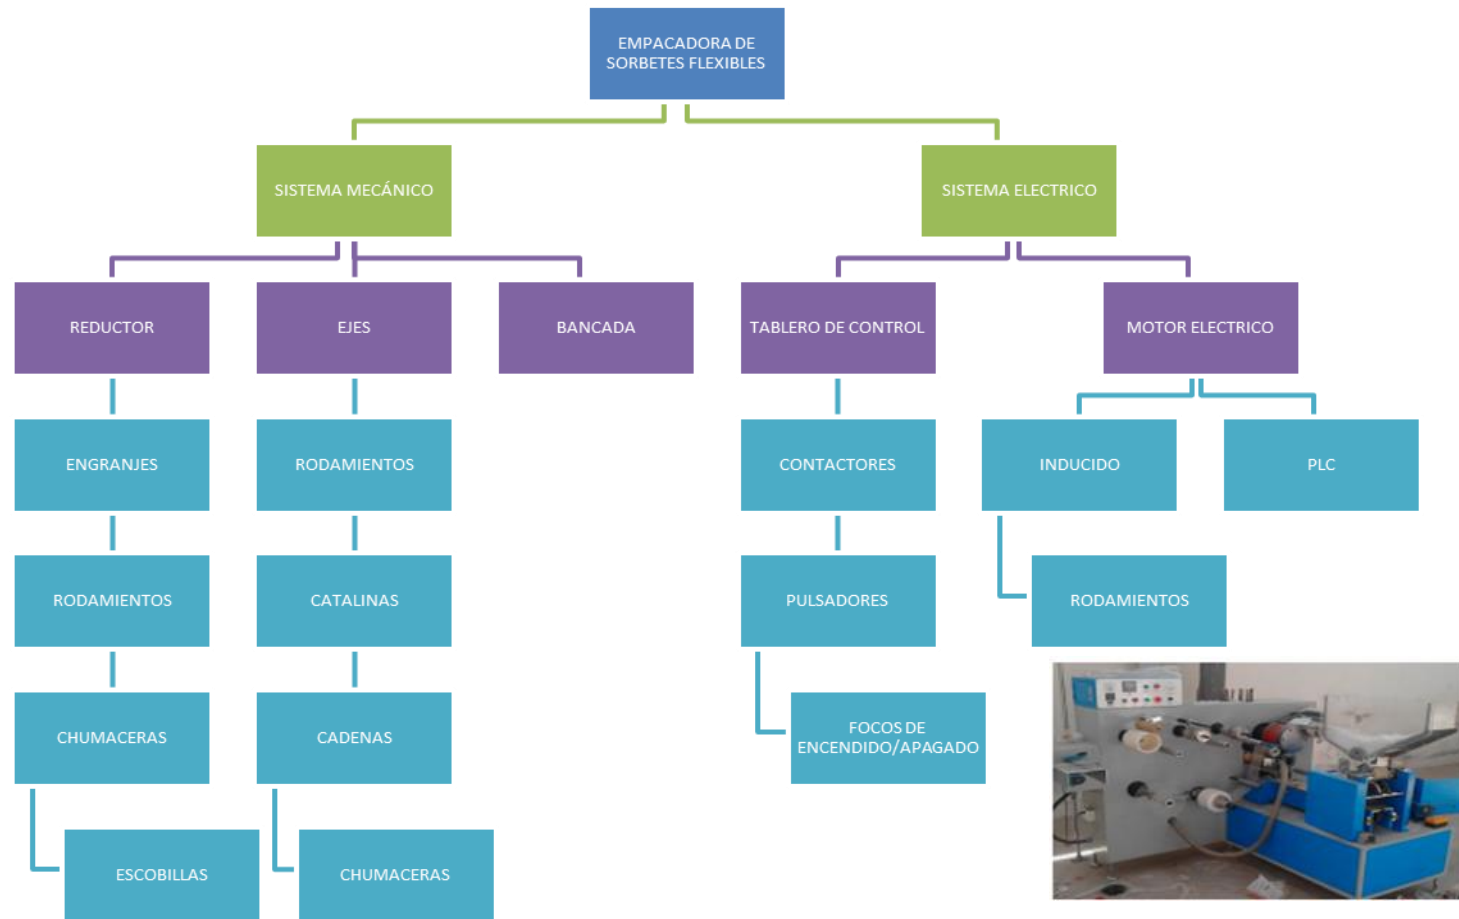 EMPACADORA DE
SORBETES FLEXIBLES
SISTEMA MECÁNICO
SISTEMA ELECTRICO
REDUCTOR
EJES
BANCADA
TABLERO DE CONTROL
MOTOR ELECTRICO
ENGRANJES
RODAMIENTOS
CONTACTORES
INDUCIDO
PLC
RODAMIENTOS
CATALINAS
PULSADORES
RODAMIENTOS
CHUMACERAS
CADENAS
FOCOS DE
ENCENDIDO/APAGADO
ESCOBILLAS
CHUMACERAS